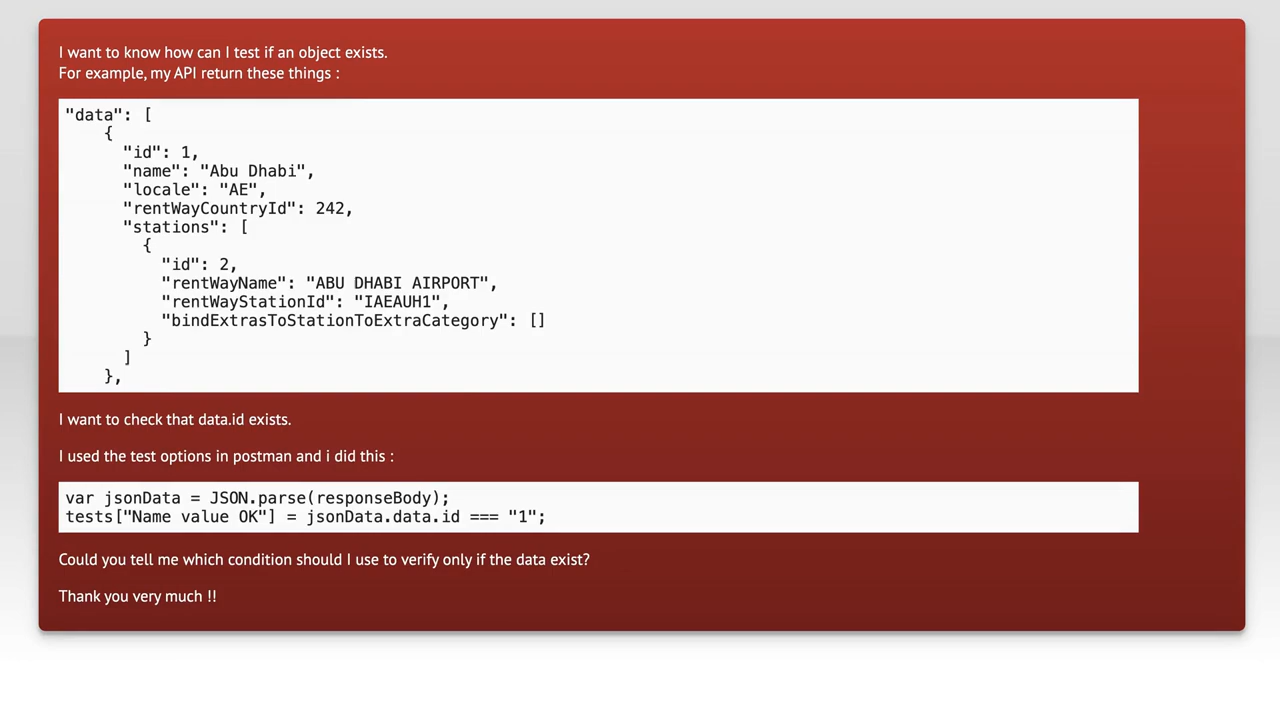 I want to know how can I test if an object exists.
For example, my API return these things :
"data": [
    {
      "id": 1,
      "name": "Abu Dhabi",
      "locale": "AE",
      "rentWayCountryId": 242,
      "stations": [
        {
          "id": 2,
          "rentWayName": "ABU DHABI AIRPORT",
          "rentWayStationId": "IAEAUH1",
          "bindExtrasToStationToExtraCategory": []
        }
      ]
    },
I want to check that data.id exists.
I used the test options in postman and i did this :
var jsonData = JSON.parse(responseBody);
tests["Name value OK"] = jsonData.data.id === "1";
Could you tell me which condition should I use to verify only if the data exist?
Thank you very much !!